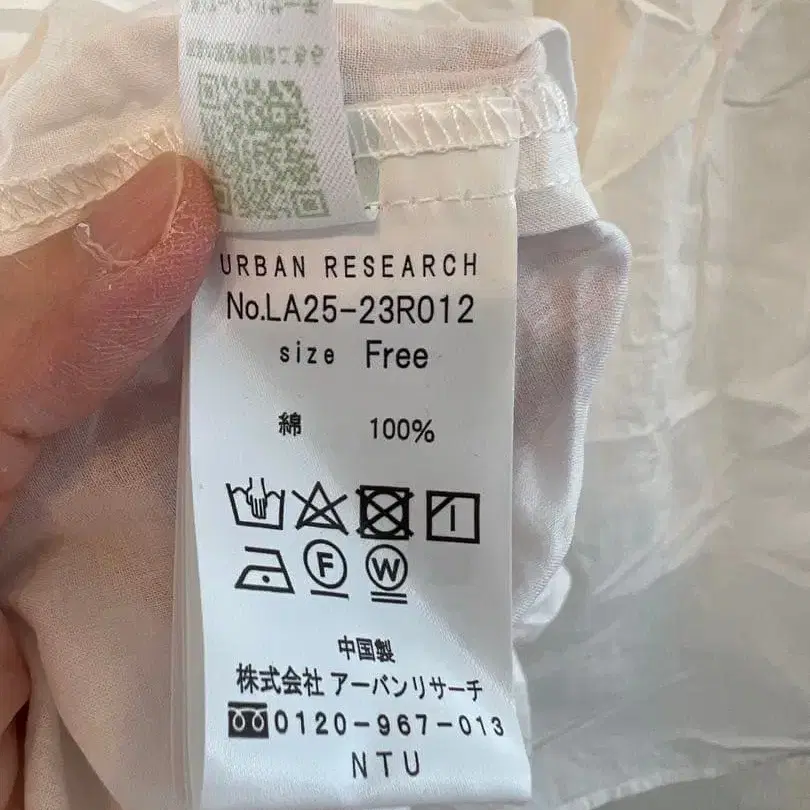 URBAN RESEARCH
No.LA25-23R012
size Free
綿 100%
F W
中国製
株式会社 アーバンリサーチ
0120-967-013
NTU